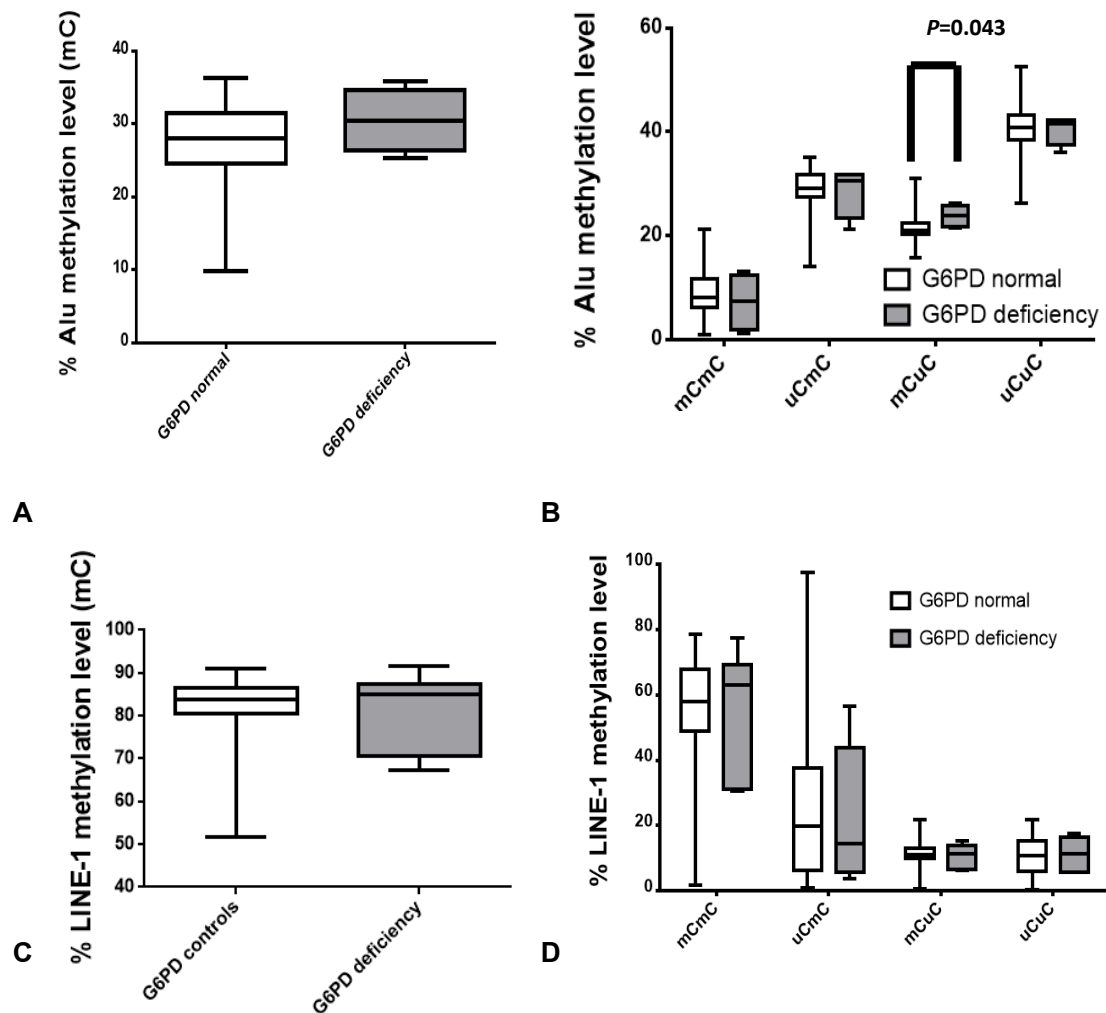 % Alu methylation level (mC)
40
30
20
10
0
G6PD normal
G6PD deficiency
A
% Alu methylation level
60
40
20
0
P=0.043
G6PD normal
G6PD deficiency
mCmC
uCmC
mCuC
uCuC
B
% LINE-1 methylation level (mC)
100
90
80
70
60
50
40
G6PD controls
G6PD deficiency
C
% LINE-1 methylation level
100
80
60
40
20
0
G6PD normal
G6PD deficiency
mCmC
uCmC
mCuC
uCuC
D